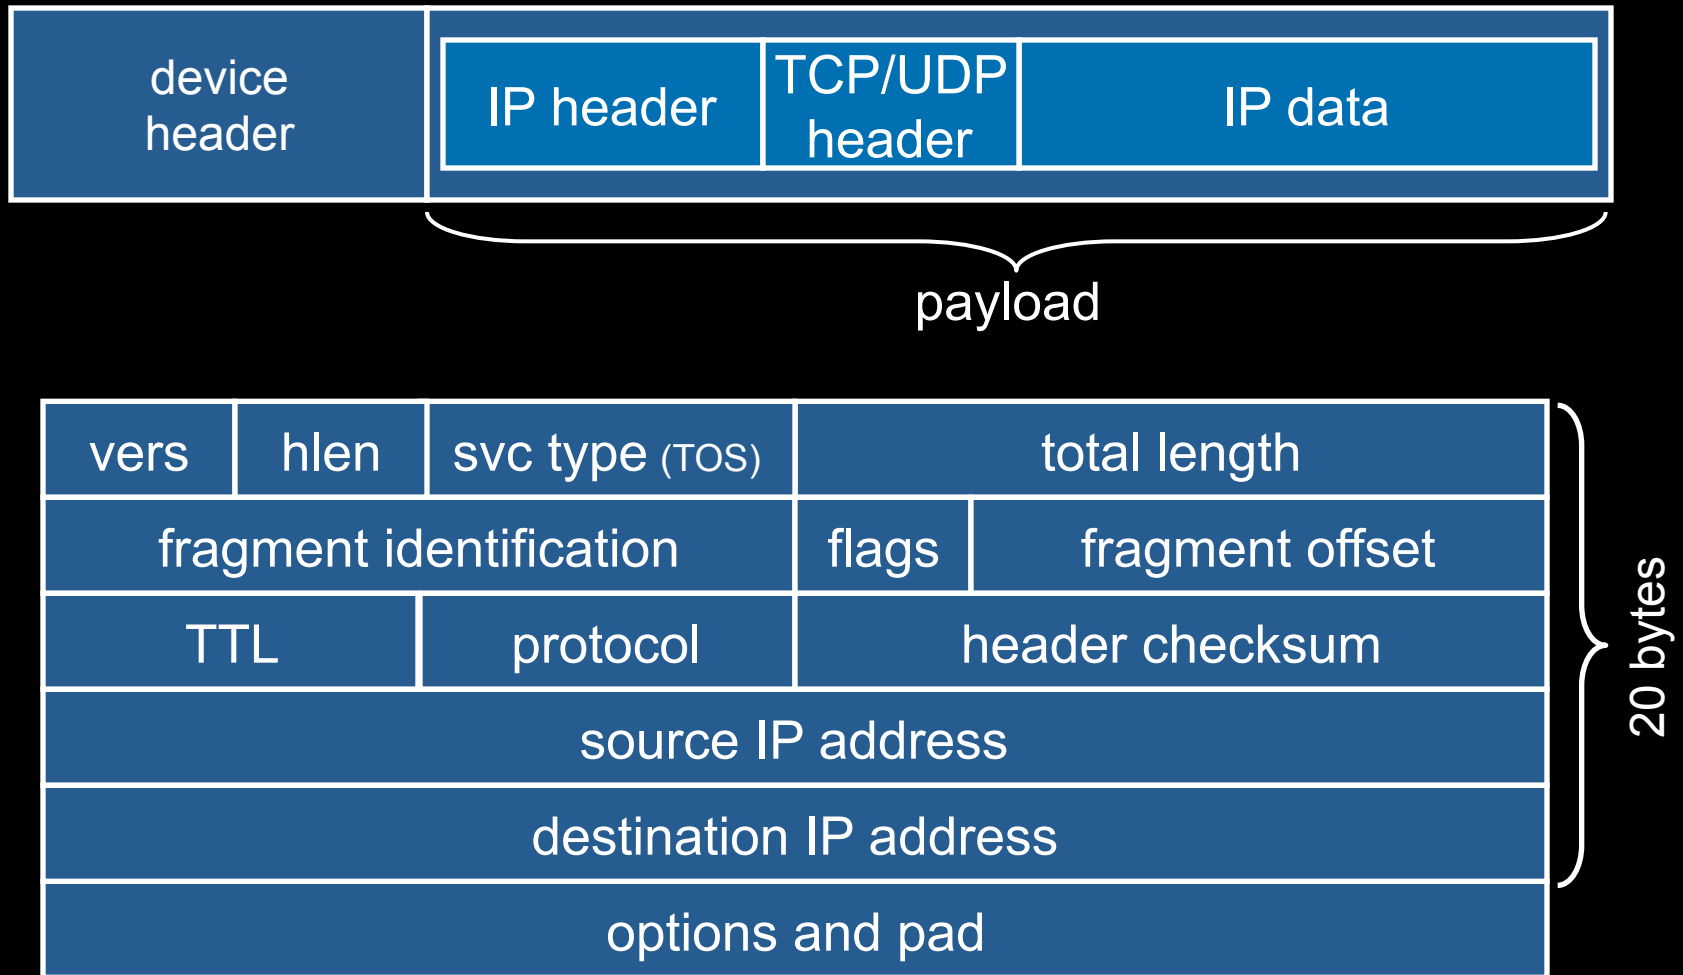 device
header
IP header
TCP/UDP
header
IP data
payload
vers
hlen
svc type (TOS)
total length
fragment identification
flags
fragment offset
TTL
protocol
header checksum
source IP address
destination IP address
options and pad
20 bytes